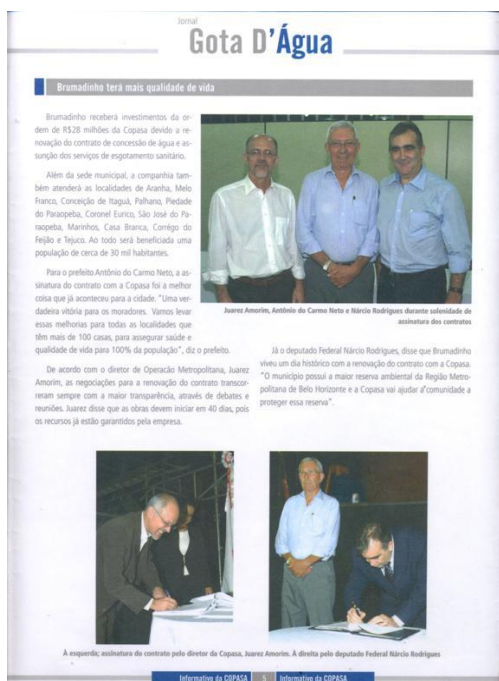 Jornal
Gota D'Água
Brumadinho terá mais qualidade de vida
Brumadinho receberá investimentos da or-
dem de R$28 milhões da Copasa devido a re-
novação do contrato de concessão de água e as-
sunção dos serviços de esgotamento sanitário.
Além da sede municipal, a companhia tam-
bém atenderá as localidades de Aranha, Melo
Franco, Conceição de Itaguá, Palhano, Piedade
do Paraopeba, Coronel Eurico, São José do Pa-
raopeba, Marinhos, Casa Branca, Corrégo do
Feijão e Tejuco. Ao todo será beneficiada uma
população de cerca de 30 mil habitantes.
Para o prefeito Antônio do Carmo Neto, a as-
sinatura do contrato com a Copasa foi a melhor
coisa que já aconteceu para a cidade. "Uma ver-
dadeira vitória para os moradores. Vamos levar
essas melhorias para todas as localidades que
têm mais de 100 casas, para assegurar saúde e
qualidade de vida para 100% da população", diz o prefeito.
De acordo com o diretor de Operacão Metropolitana, Juarez
Amorim, as negociações para a renovação do contrato transcor-
reram sempre com a maior transparência, através de debates e
reuniões. Juarez disse que as obras devem iniciar em 40 dias, pois
os recursos já estão garantidos pela empresa.
Juarez Amorim, Antônio do Carmo Neto e Nárcio Rodrigues durante solenidade de
assinatura dos contratos
Já o deputado Federal Nárcio Rodrigues, disse que Brumadinho
viveu um dia histórico com a renovação do contrato com a Copasa.
"O município possui a maior reserva ambiental da Região Metro-
politana de Belo Horizonte e a Copasa vai ajudar a comunidade a
proteger essa reserva".
À esquerda; assinatura do contrato pelo diretor da Copasa, Juarez Amorim. À direita pelo deputado Federal Nárcio Rodrigues
Informativo da COPASA 5 Informativo da COPASA